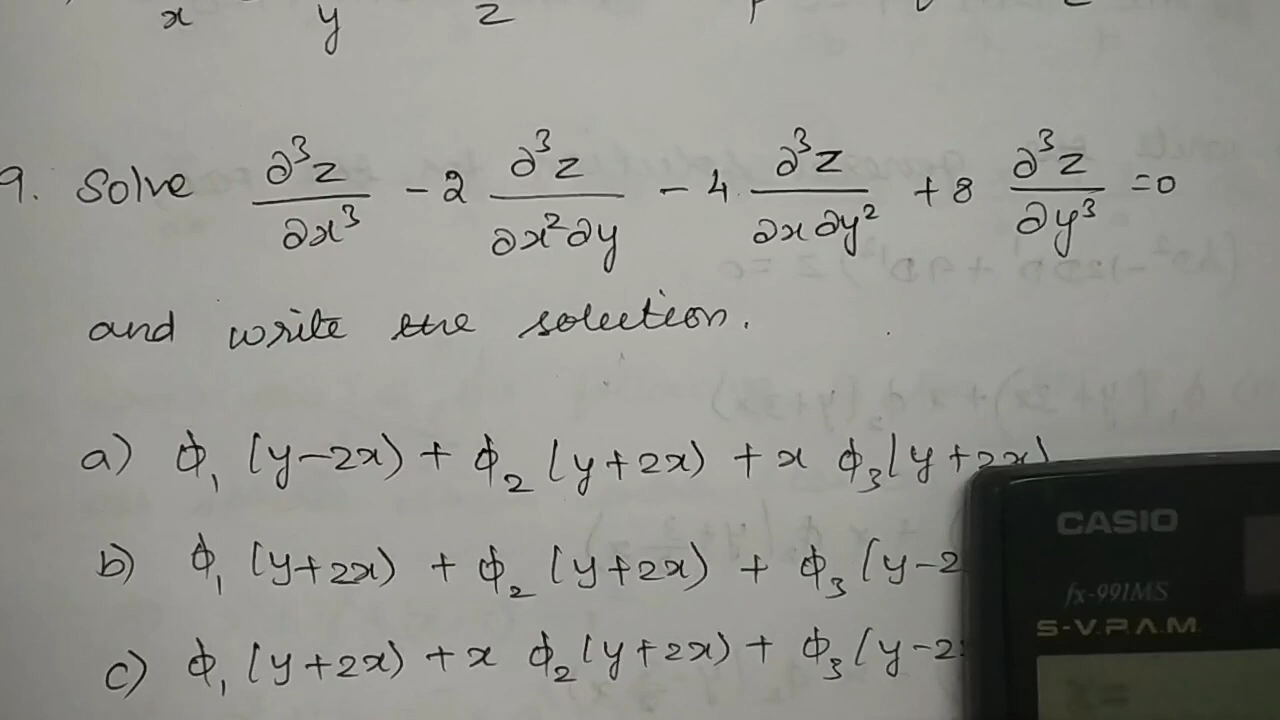 x y z
9. Solve ∂³z/∂x³ - 2 ∂³z/∂x²∂y - 4 ∂³z/∂x∂y² + 8 ∂³z/∂y³ = 0
and write the solution.
a) ϕ₁ (y-2x) + ϕ₂ (y+2x) + x ϕ₃ (y+2x)
b) ϕ₁ (y+2x) + ϕ₂ (y+2x) + ϕ₃ (y-2
c) ϕ₁ (y+2x) + x ϕ₂ (y+2x) + ϕ₃ (y-2
CASIO
fx-991MS
S-V.P.A.M.